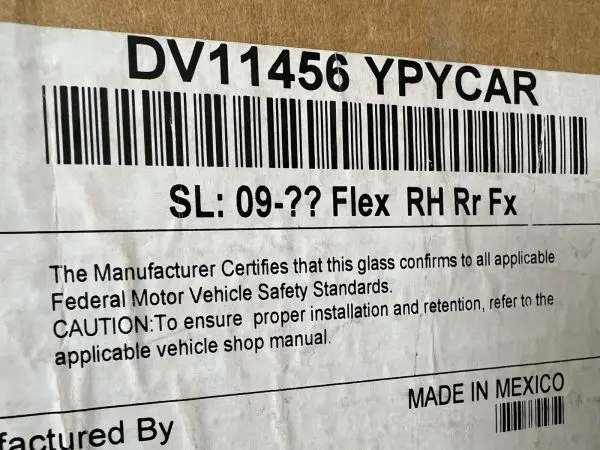 DV11456 YPYCAR
SL: 09-?? Flex RH Rr Fx
The Manufacturer Certifies that this glass confirms to all applicable
Federal Motor Vehicle Safety Standards.
CAUTION:To ensure proper installation and retention, refer to the
applicable vehicle shop manual.
MADE IN MEXICO
factured By